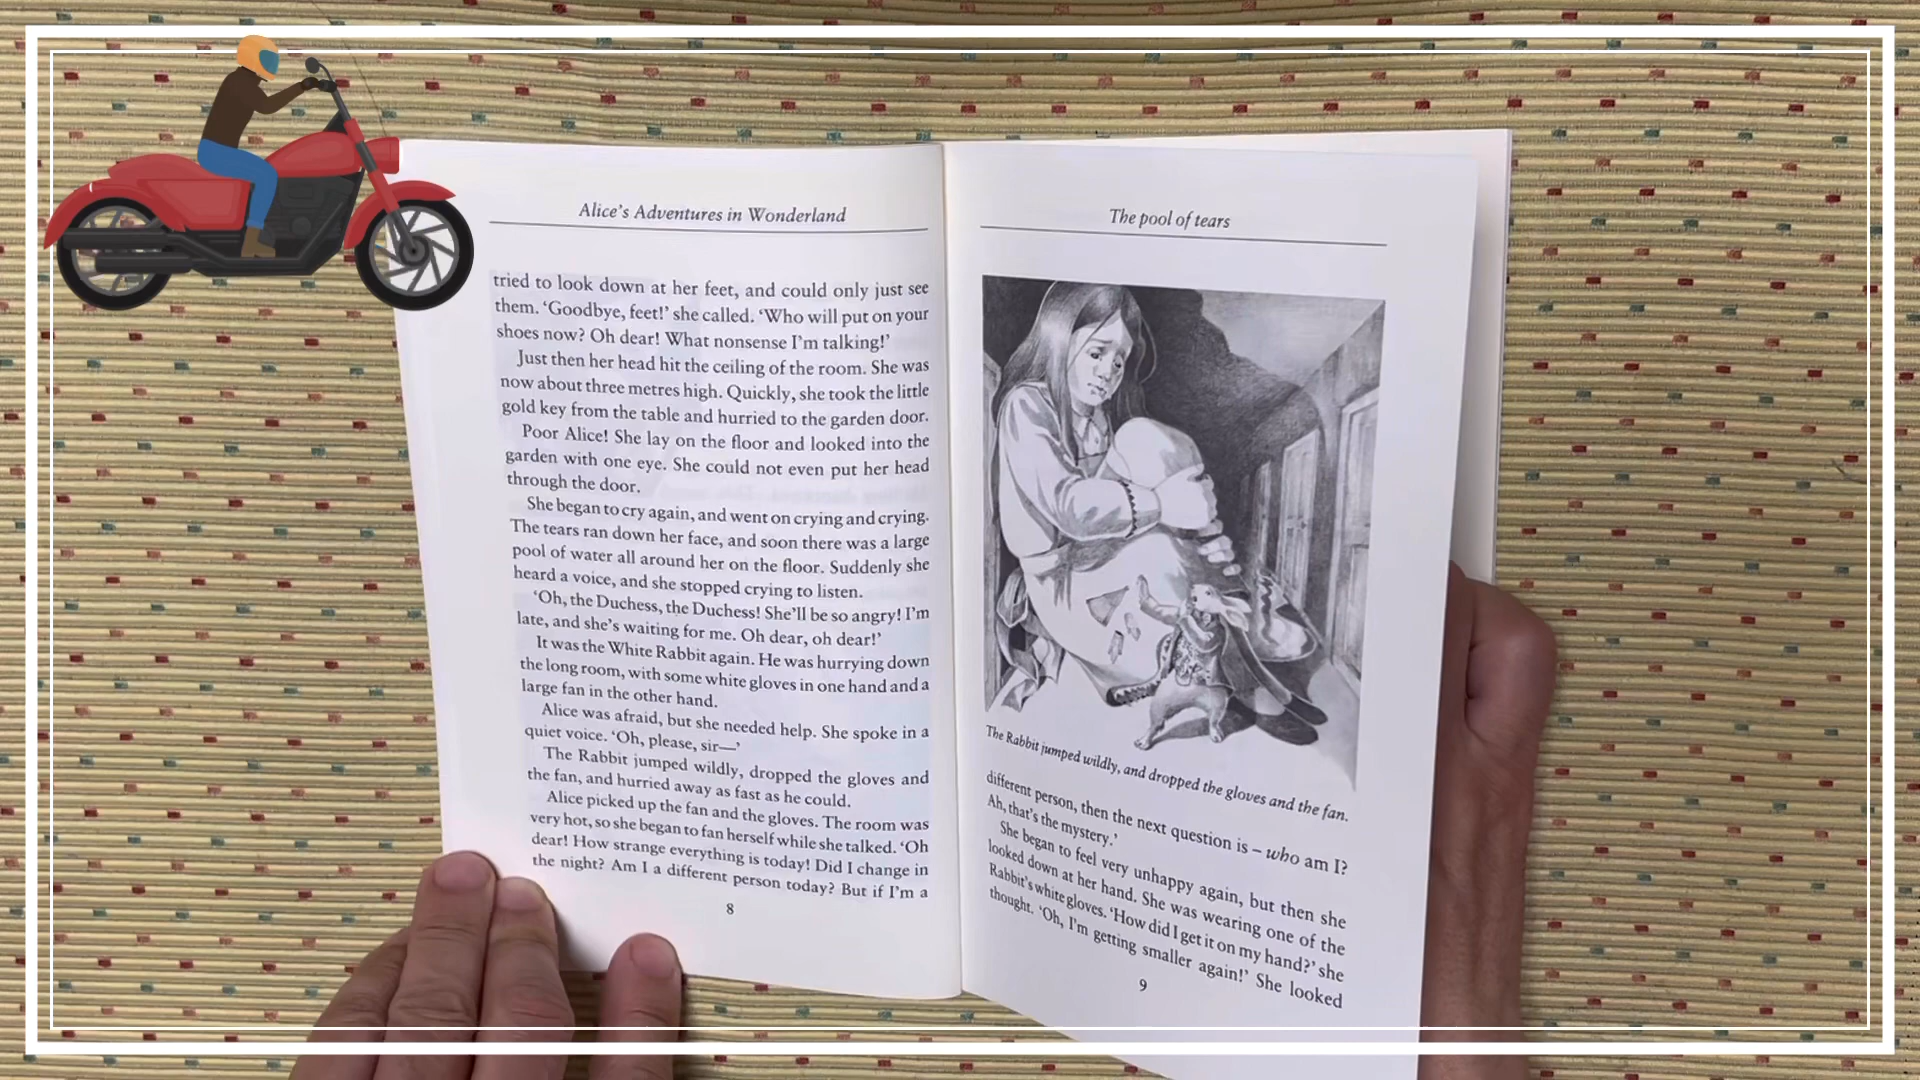 Alice's Adventures in Wonderland
tried to look down at her feet, and could only just see
them. ‘Goodbye, feet!’ she called. ‘Who will put on your
shoes now? Oh dear! What nonsense I’m talking!’
Just then her head hit the ceiling of the room. She was
now about three metres high. Quickly, she took the little
gold key from the table and hurried to the garden door.
Poor Alice! She lay on the floor and looked into the
garden with one eye. She could not even put her head
through the door.
She began to cry again, and went on crying and crying.
The tears ran down her face, and soon there was a large
pool of water all around her on the floor. Suddenly she
heard a voice, and she stopped crying to listen.
‘Oh, the Duchess, the Duchess! She’ll be so angry! I’m
late, and she’s waiting for me. Oh dear, oh dear!’
It was the White Rabbit again. He was hurrying down
the long room, with some white gloves in one hand and a
large fan in the other hand.
Alice was afraid, but she needed help. She spoke in a
quiet voice. ‘Oh, please, sir—’
The Rabbit jumped wildly, dropped the gloves and
the fan, and hurried away as fast as he could.
Alice picked up the fan and the gloves. The room was
very hot, so she began to fan herself while she talked. ‘Oh
dear! How strange everything is today! Did I change in
the night? Am I a different person today? But if I’m a
8
The pool of tears
The Rabbit jumped wildly, and dropped the gloves and the fan.
different person, then the next question is – who am I?
Ah, that’s the mystery.’
She began to feel very unhappy again, but then she
looked down at her hand. She was wearing one of the
Rabbit’s white gloves. ‘How did I get it on my hand?’ she
thought. ‘Oh, I’m getting smaller again!’ She looked
9